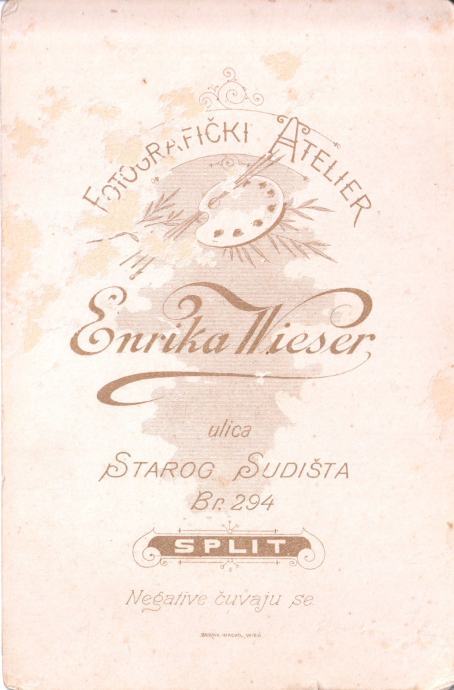 FOTOGRAFIČKI ATELIER
Enrika Wieser
ulica
STAROG SUDIŠTA
Br. 294
SPLIT
Negative čuvaju se